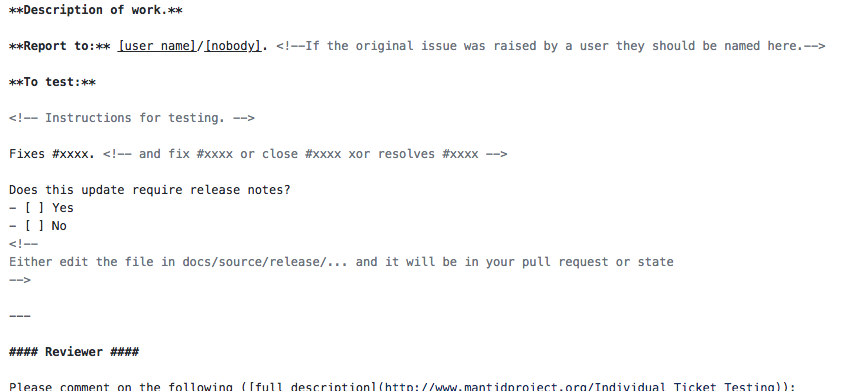 **Description of work.**
**Report to:** [user name]/[nobody]. <!--If the original issue was raised by a user they should be named here.-->
**To test:**
<!-- Instructions for testing. -->
Fixes #xxxx. <!-- and fix #xxxx or close #xxxx xor resolves #xxxx -->
Does this update require release notes?
- [ ] Yes
- [ ] No
<!--
Either edit the file in docs/source/release/... and it will be in your pull request or state
-->
---
#### Reviewer ####
Please comment on the following ([full description](http://www.mantidproject.org/Individual_Ticket_Testing)):